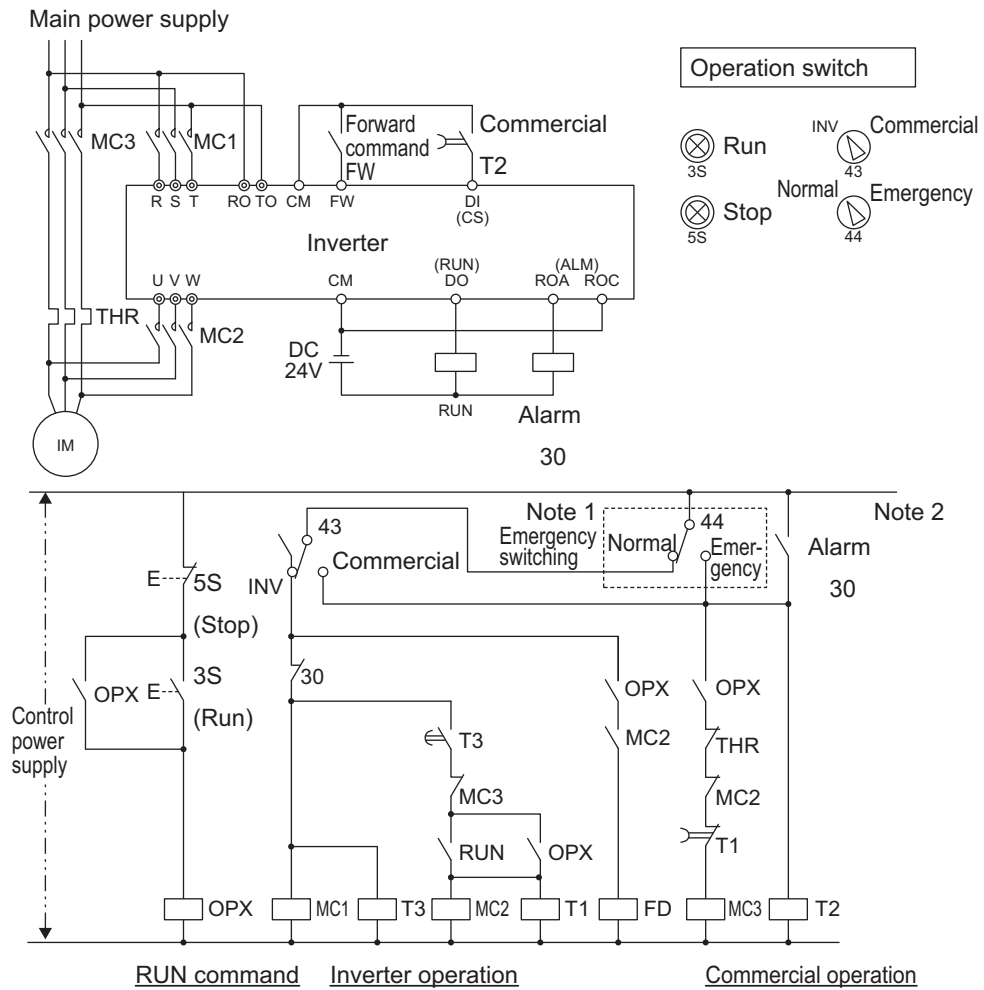 Main power supply
Operation switch
MC3
MC1
Forward
command
FW
Commercial
T2
Run
3S
INV
Commercial
43
Stop
5S
Normal
Emergency
44
R S T
RO TO
CM
FW
DI
(CS)
Inverter
U V W
CM
(RUN)
DO
(ALM)
ROA
ROC
THR
MC2
DC
24V
RUN
Alarm
30
IM
Note 1
Emergency
switching
Normal
44
Emer-
gency
Note 2
Alarm
30
43
Commercial
INV
E
5S
(Stop)
OPX
E
3S
(Run)
30
Control
power
supply
T3
MC3
RUN
OPX
OPX
MC2
OPX
THR
MC2
T1
OPX
MC1
T3
MC2
T1
FD
MC3
T2
RUN command
Inverter operation
Commercial operation